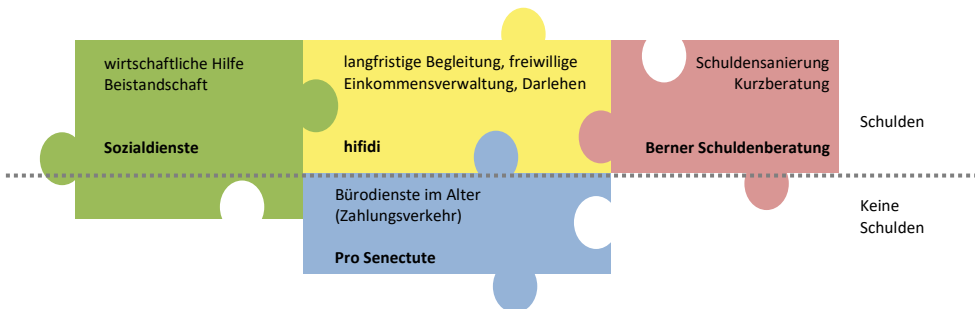 wirtschaftliche Hilfe
Beistandschaft
Sozialdienste
langfristige Begleitung, freiwillige
Einkommensverwaltung, Darlehen
hifidi
Schuldensanierung
Kurzberatung
Berner Schuldenberatung
Schulden
Bürodienste im Alter
(Zahlungsverkehr)
Pro Senectute
Keine
Schulden